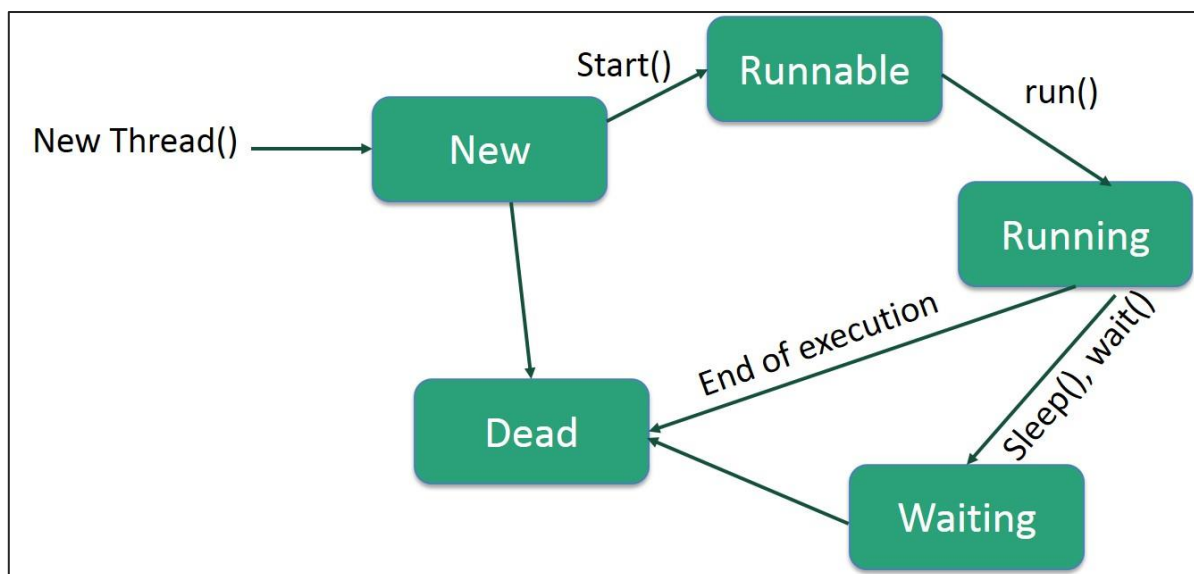 Runnable
Start()
run()
New Thread()
New
Running
End of execution
Sleep(), wait()
Dead
Waiting